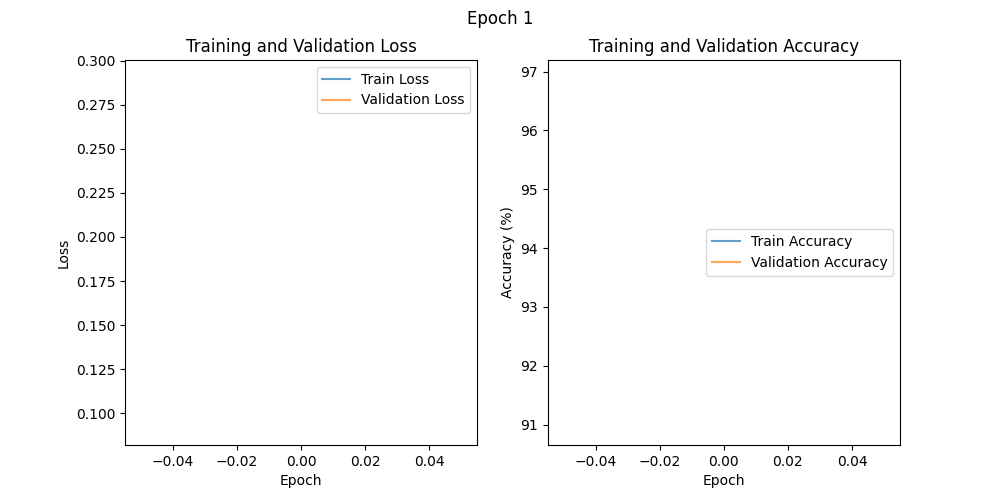 Epoch 1
Training and Validation Loss
0.300
0.275
0.250
0.225
0.200
0.175
0.150
0.125
0.100
Loss
Train Loss
Validation Loss
−0.04 −0.02 0.00 0.02 0.04
Epoch
Training and Validation Accuracy
97
96
95
94
93
92
91
Accuracy (%)
Train Accuracy
Validation Accuracy
−0.04 −0.02 0.00 0.02 0.04
Epoch